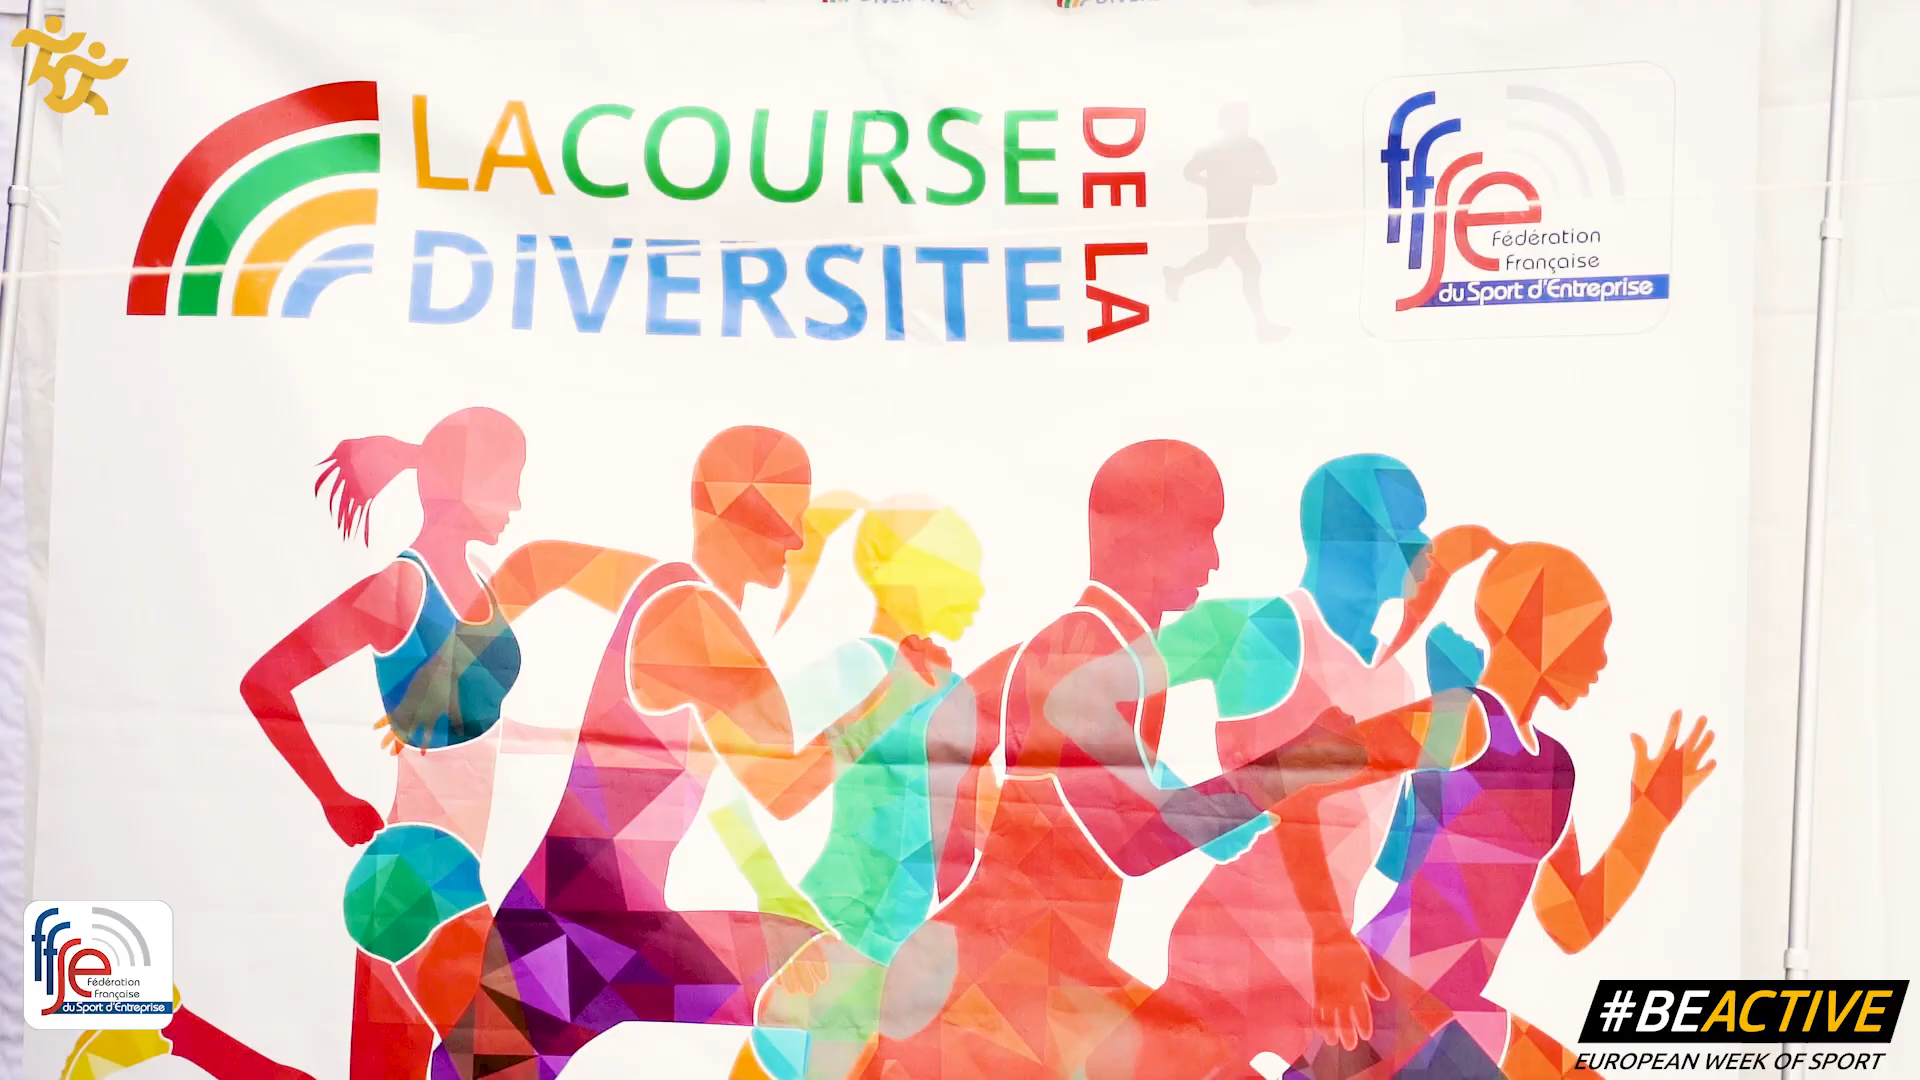 LACOURSE
DE LA
DIVERSITE
ffse
Fédération
Française
du Sport d'Entreprise
ffse
Fédération
Française
du Sport d'Entreprise
#BEACTIVE
EUROPEAN WEEK OF SPORT